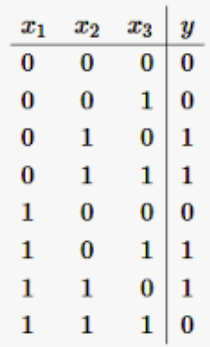 x1 x2 x3 y
0 0 0 0
0 0 1 0
0 1 0 1
0 1 1 1
1 0 0 0
1 0 1 1
1 1 0 1
1 1 1 0